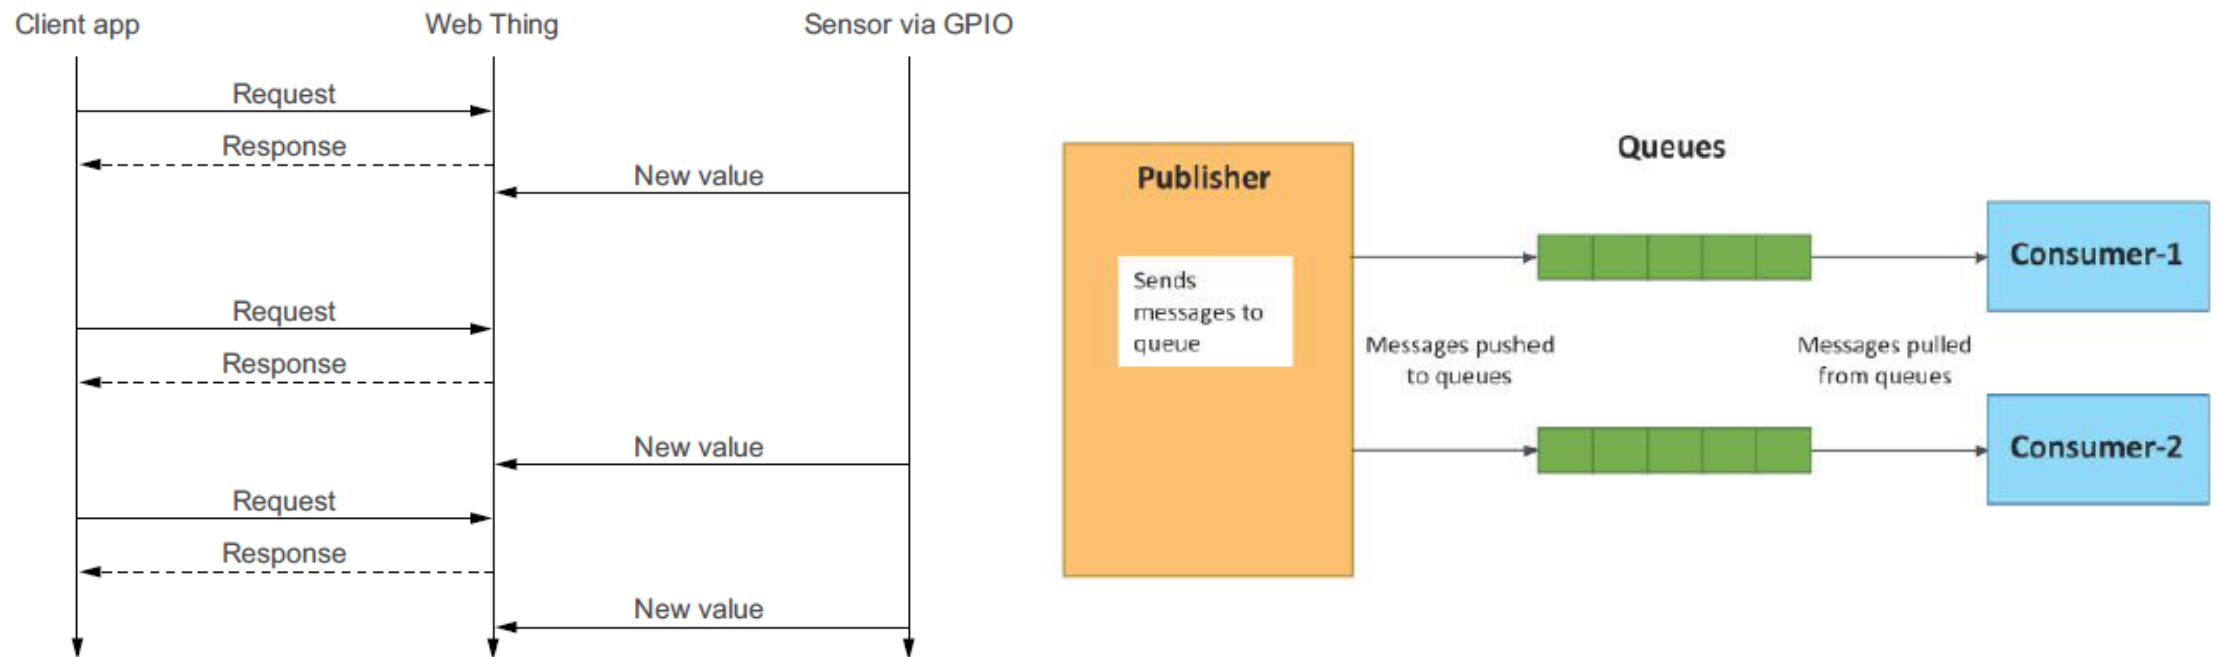 Client app
Web Thing
Sensor via GPIO
Request
Response
New value
Request
Response
New value
Request
Response
New value
Publisher
Sends
messages to
queue
Queues
Messages pushed
to queues
Messages pulled
from queues
Consumer-1
Consumer-2